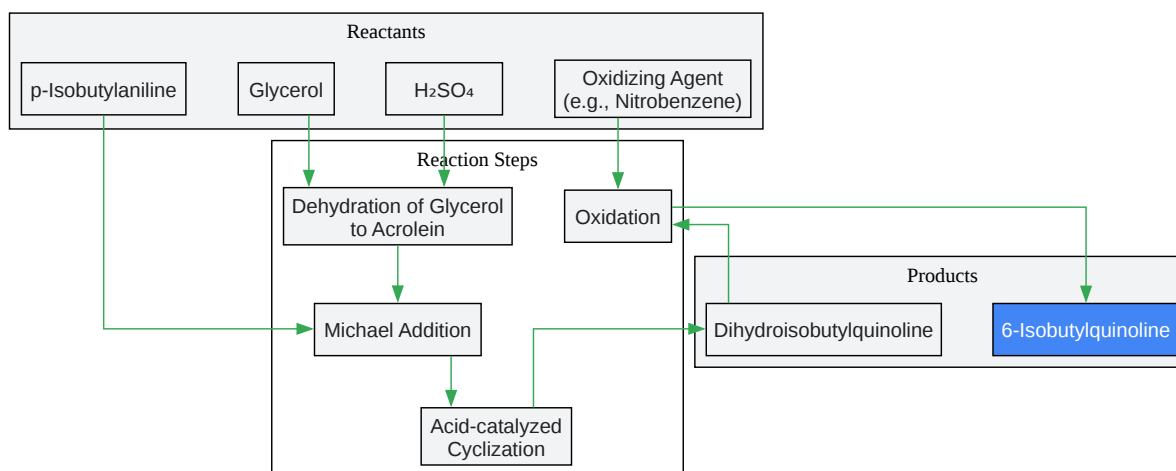 Reactants
p-Isobutylaniline
Glycerol
H₂SO₄
Oxidizing Agent
(e.g., Nitrobenzene)
Reaction Steps
Dehydration of Glycerol
to Acrolein
Oxidation
Products
Michael Addition
Dihydroisobutylquinoline
6-Isobutylquinoline
Acid-catalyzed
Cyclization